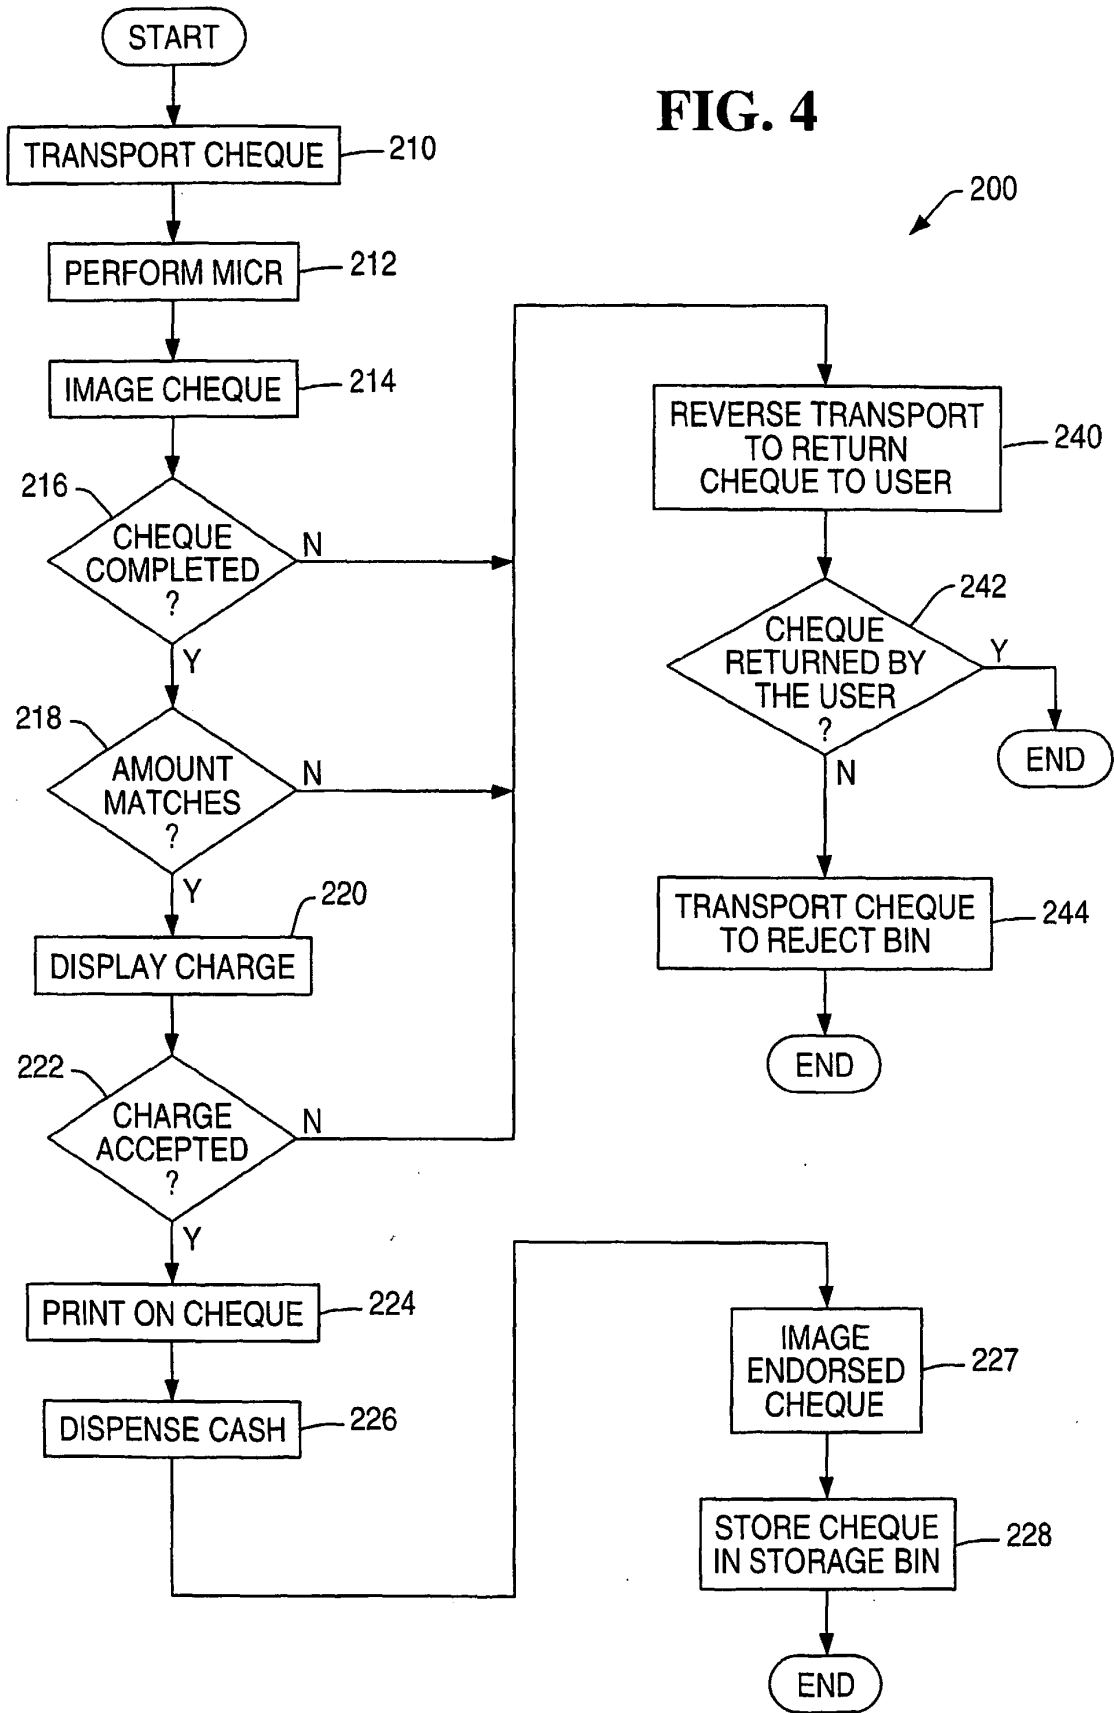 START
FIG. 4
TRANSPORT CHEQUE
210
200
PERFORM MICR
212
IMAGE CHEQUE
214
216
CHEQUE
COMPLETED
?
N
Y
218
AMOUNT
MATCHES
?
N
Y
220
DISPLAY CHARGE
222
CHARGE
ACCEPTED
?
N
Y
PRINT ON CHEQUE
224
DISPENSE CASH
226
REVERSE TRANSPORT
TO RETURN
CHEQUE TO USER
240
242
CHEQUE
RETURNED BY
THE USER
?
Y
END
N
TRANSPORT CHEQUE
TO REJECT BIN
244
END
IMAGE
ENDORSED
CHEQUE
227
STORE CHEQUE
IN STORAGE BIN
228
END